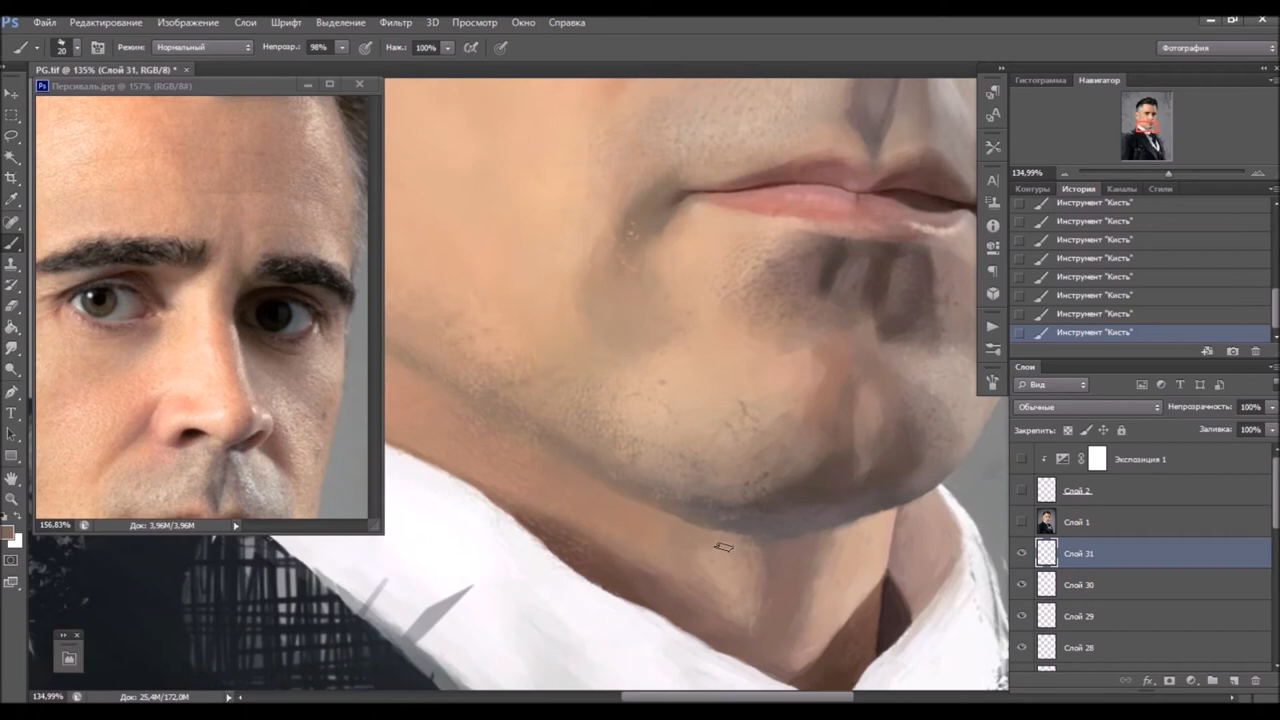 Ps Файл Редактирование Изображение Слои Шрифт Выделение Фильтр 3D Просмотр Окно Справка
20 Режим: Нормальный Непрозр.: 98% Наж.: 100% Фотография
PG.tif @ 135% (Слой 31, RGB/8) *
Персиваль.jpg @ 157% (RGB/8#)
Гистограмма Навигатор
134,99%
Контуры История Каналы Стили
Инструмент "Кисть"
Инструмент "Кисть"
Инструмент "Кисть"
Инструмент "Кисть"
Инструмент "Кисть"
Инструмент "Кисть"
Инструмент "Кисть"
Инструмент "Кисть"
Слои
Вид
Обычные Непрозрачность: 100%
Закрепить: Заливка: 100%
Экспозиция 1
Слой 2
Слой 1
Слой 31
Слой 30
Слой 29
Слой 28
156,83% Док: 3,96M/3,96M
134,99% Док: 25,4M/172,0M